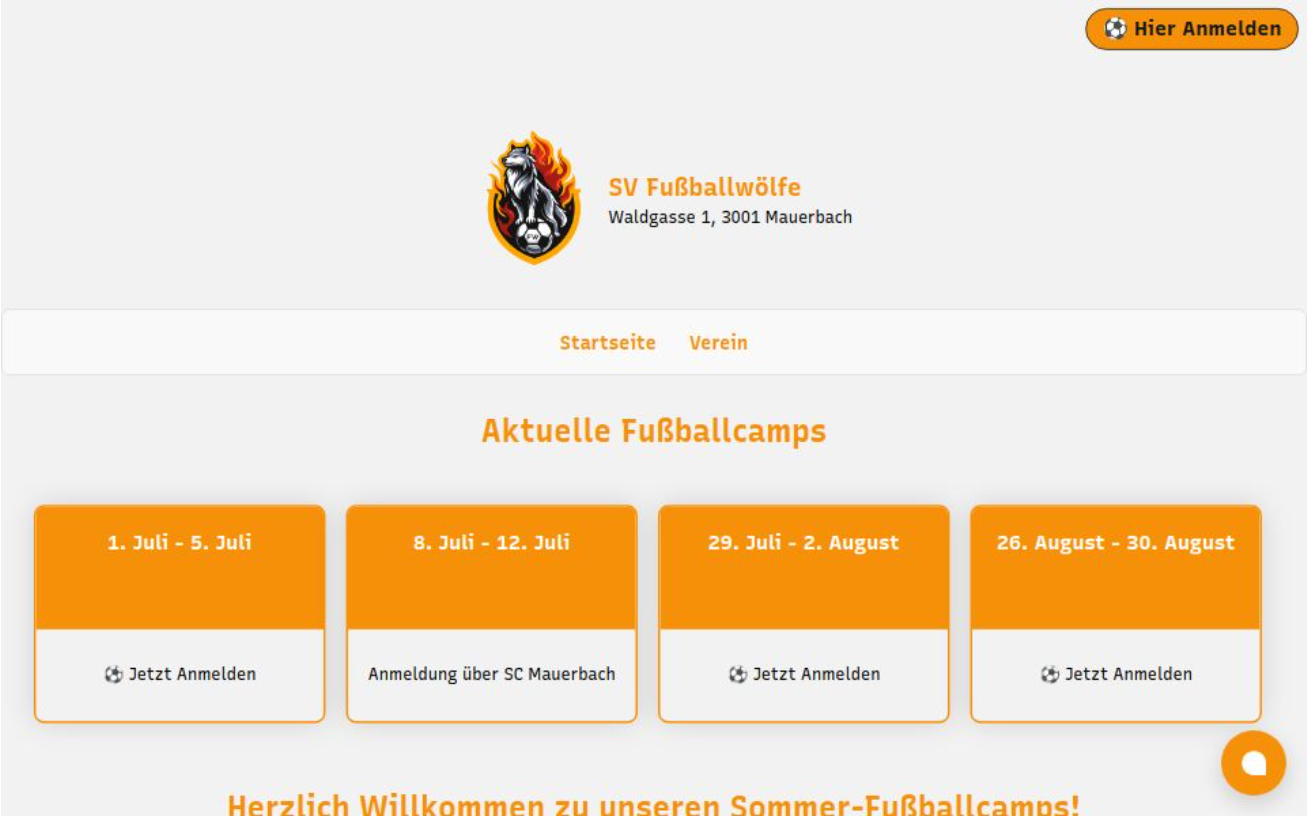 ⚽ Hier Anmelden
SV Fußballwölfe
Waldgasse 1, 3001 Mauerbach
FW
Startseite Verein
Aktuelle Fußballcamps
1. Juli - 5. Juli
⚽ Jetzt Anmelden
8. Juli - 12. Juli
Anmeldung über SC Mauerbach
29. Juli - 2. August
⚽ Jetzt Anmelden
26. August - 30. August
⚽ Jetzt Anmelden
Herzlich Willkommen zu unseren Sommer-Fußballcamps!